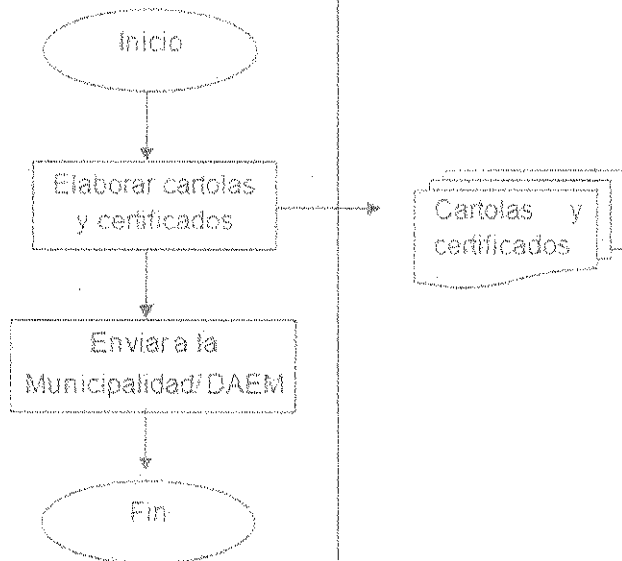 Inicio
Elaborar cartolas
y certificados
Cartolas y
certificados
Enviar a la
Municipalidad/ DAEM
Fin